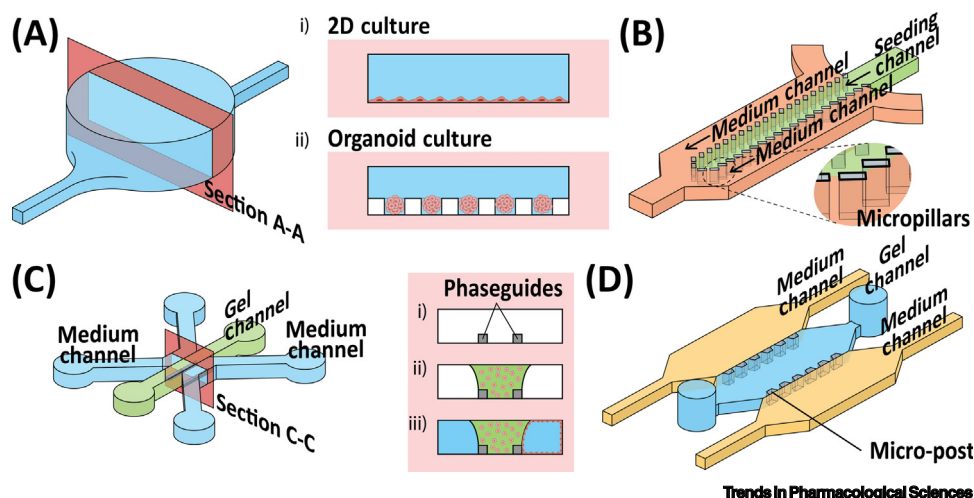 (A)
i) 2D culture
ii) Organoid culture
Section A-A
(B)
Seeding
channel
Medium channel
Medium channel
Micropillars
(C)
Medium
channel
Gel
channel
Medium
channel
Section C-C
Phaseguides
i)
ii)
iii)
(D)
Medium
channel
Gel
channel
Medium
channel
Micro-post
Trends in Pharmacological Sciences